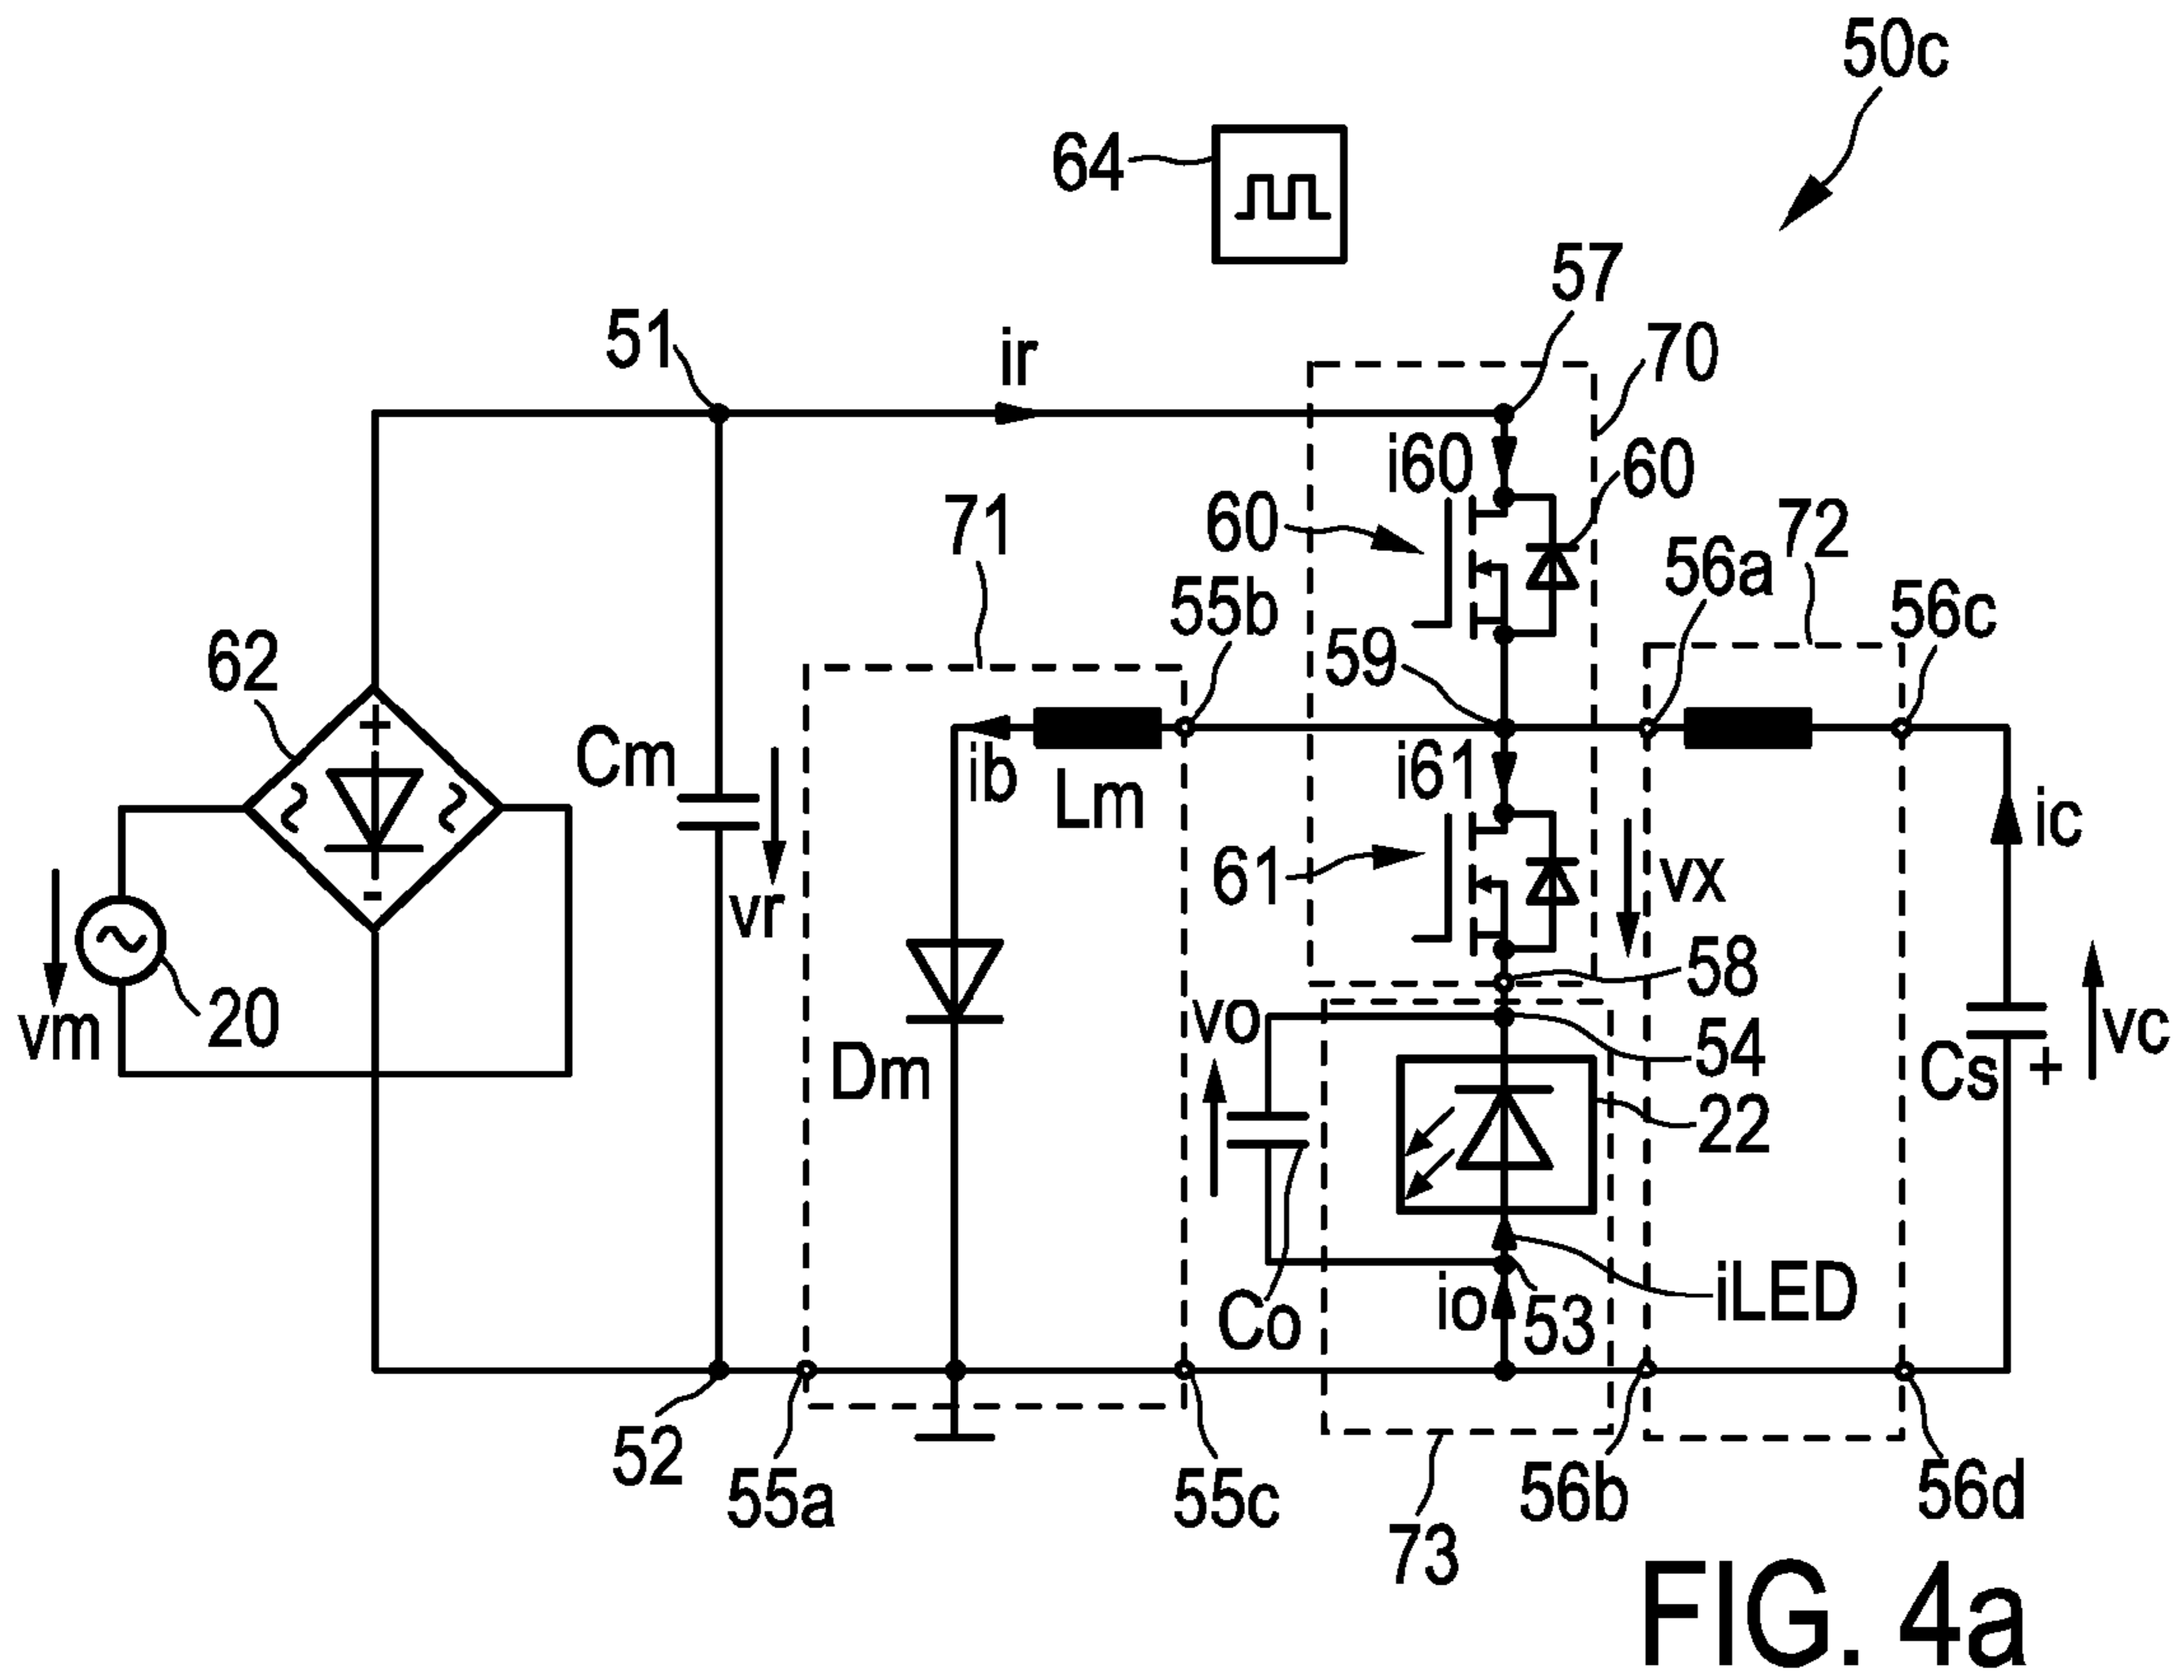 50c
64
57
51
ir
70
i60
60
71
60
72
55b
56a
56c
62
59
+
Cm
ib
Lm
i61
ic
61
vx
-
vr
58
vm
20
vo
54
Dm
Cs
+
vc
22
iLED
Co
io
53
52
55a
55c
56b
56d
73
FIG. 4a